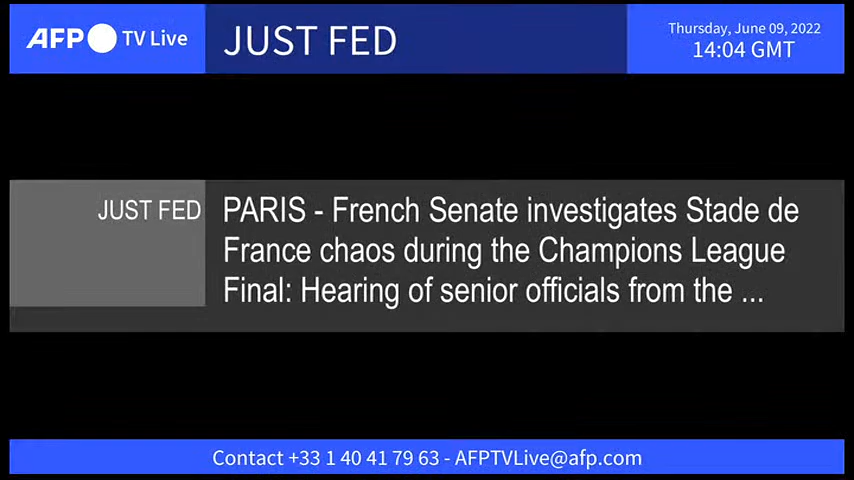 AFP TV Live
JUST FED
Thursday, June 09, 2022
14:04 GMT
JUST FED
PARIS - French Senate investigates Stade de
France chaos during the Champions League
Final: Hearing of senior officials from the ...
Contact +33 1 40 41 79 63 - AFPTVLive@afp.com